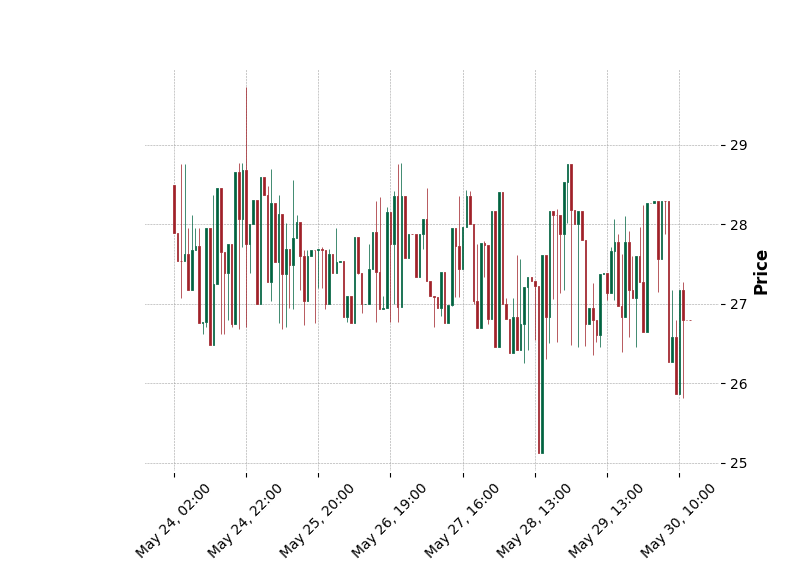 29
28
27
26
25
Price
May 24, 02:00
May 24, 22:00
May 25, 20:00
May 26, 19:00
May 27, 16:00
May 28, 13:00
May 29, 13:00
May 30, 10:00